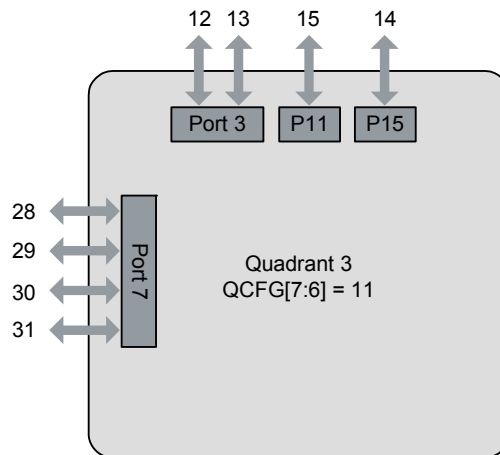 12 13 15 14
Port 3 P11 P15
28
29
30
31
Port 7
Quadrant 3
QCFG[7:6] = 11